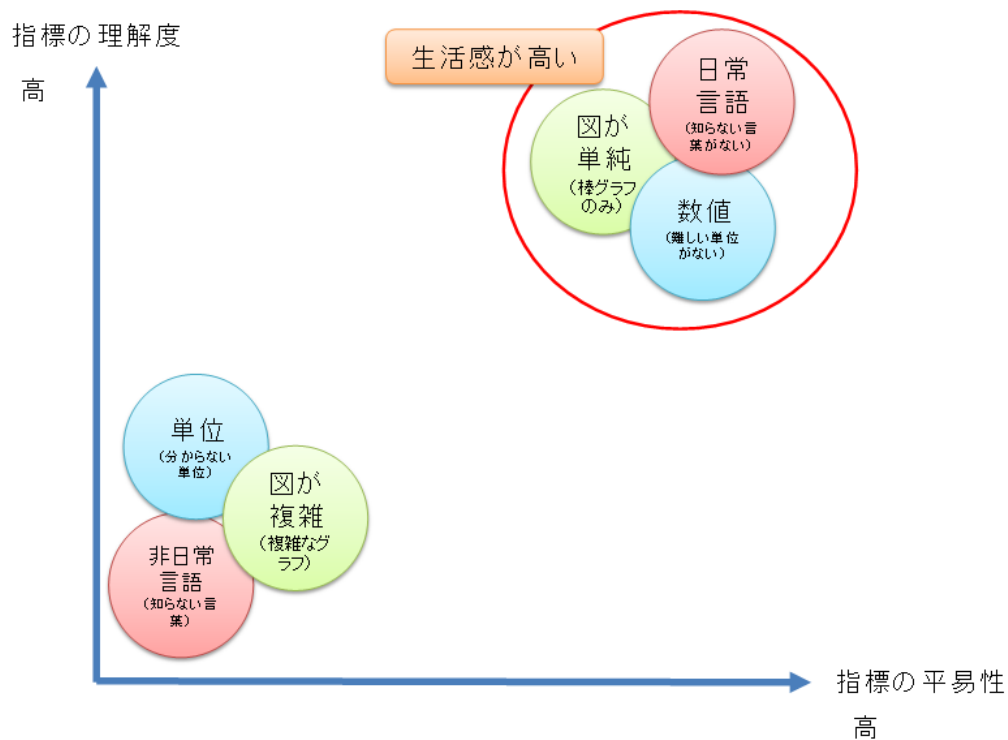 指標の理解度
高
生活感が高い
日常
言語
(知らない言
葉がない)
図が
単純
(棒グラフ
のみ)
数値
(難しい単位
がない)
単位
(分からない
単位)
図が
複雑
(複雑なグ
ラフ)
非日常
言語
(知らない言
葉)
指標の平易性
高